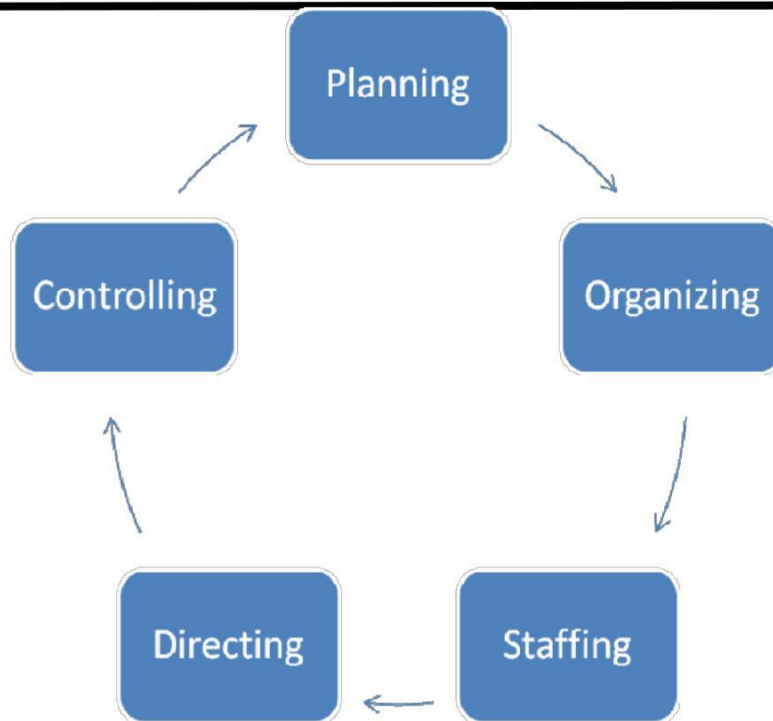 Planning
Organizing
Staffing
Directing
Controlling